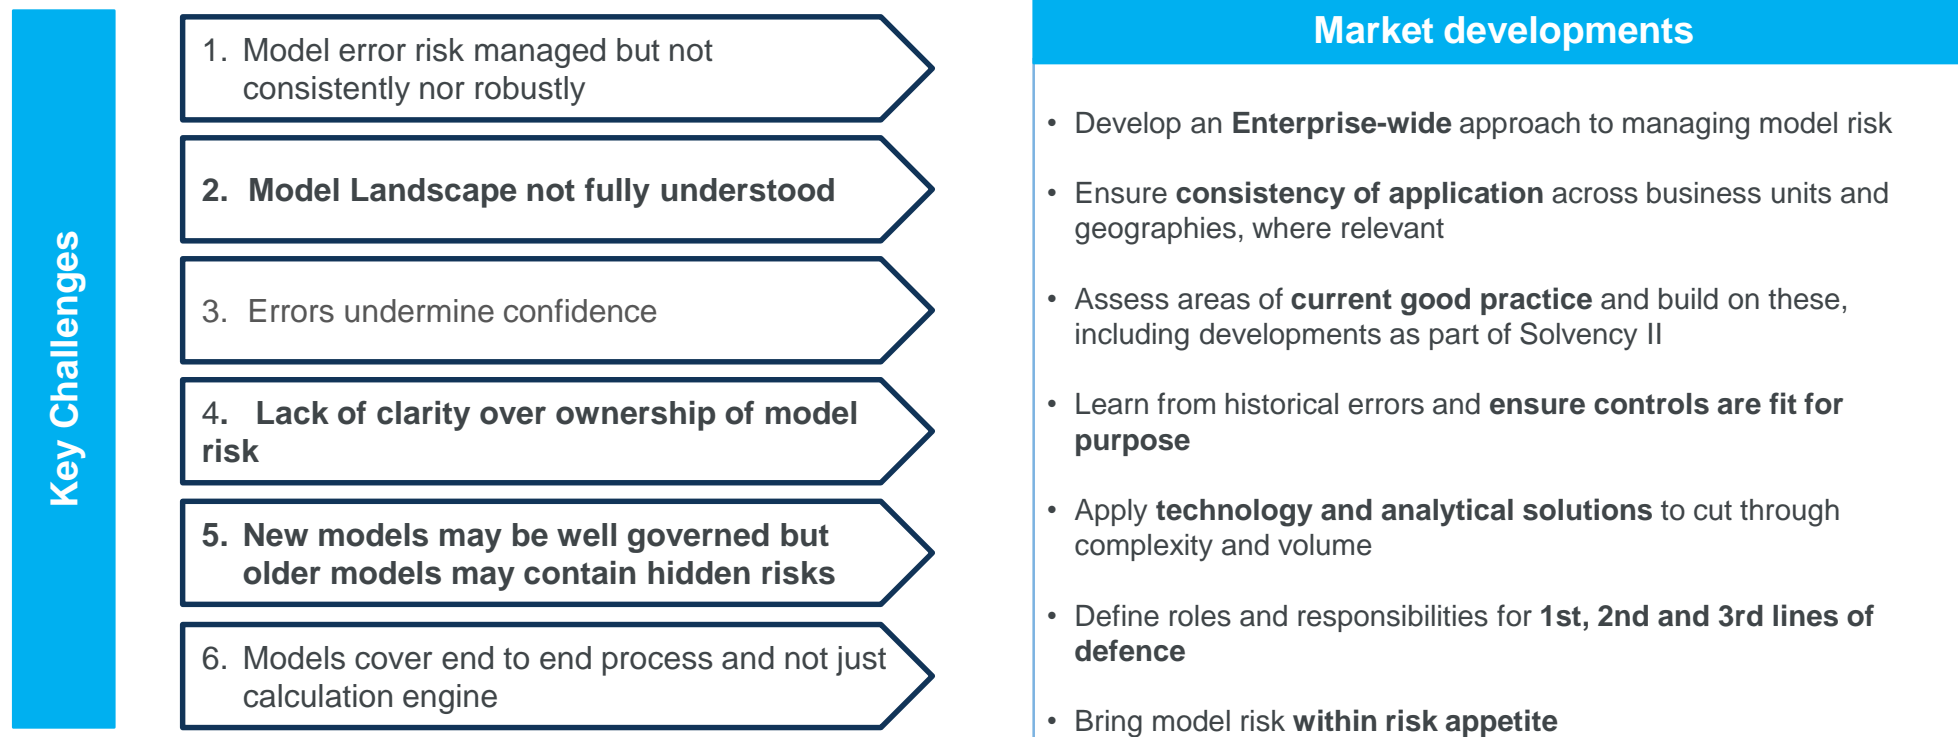 Key Challenges
1. Model error risk managed but not
consistently nor robustly
2. Model Landscape not fully understood
3. Errors undermine confidence
4. Lack of clarity over ownership of model
risk
5. New models may be well governed but
older models may contain hidden risks
6. Models cover end to end process and not just
calculation engine
Market developments
• Develop an Enterprise-wide approach to managing model risk
• Ensure consistency of application across business units and
geographies, where relevant
• Assess areas of current good practice and build on these,
including developments as part of Solvency II
• Learn from historical errors and ensure controls are fit for
purpose
• Apply technology and analytical solutions to cut through
complexity and volume
• Define roles and responsibilities for 1st, 2nd and 3rd lines of
defence
• Bring model risk within risk appetite